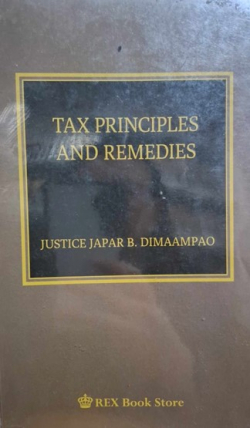 TAX PRINCIPLES
AND REMEDIES
JUSTICE JAPAR B. DIMAAMPAO
REX Book Store